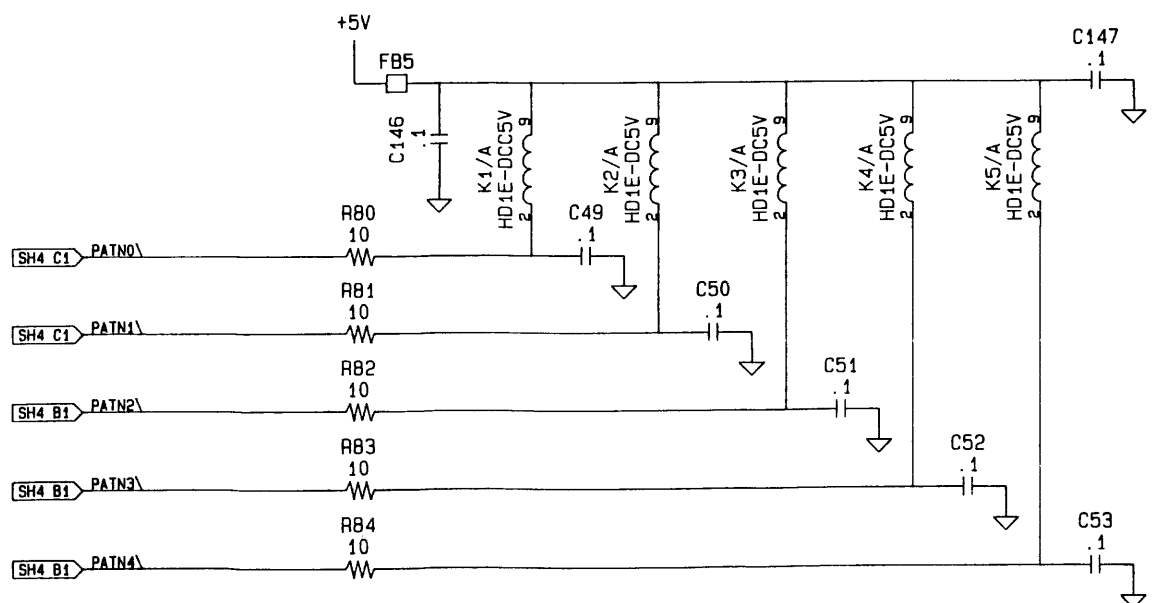 +5V
FB5
C147
.1
C146
.1
K1/A
HD1E-DCC5V
9
2
K2/A
HD1E-DC5V
9
2
K3/A
HD1E-DC5V
9
2
K4/A
HD1E-DC5V
9
2
K5/A
HD1E-DC5V
9
2
R80
10
C49
.1
SH4 C1 PATN0\
R81
10
C50
.1
SH4 C1 PATN1\
R82
10
C51
.1
SH4 B1 PATN2\
R83
10
C52
.1
SH4 B1 PATN3\
R84
10
C53
.1
SH4 B1 PATN4\